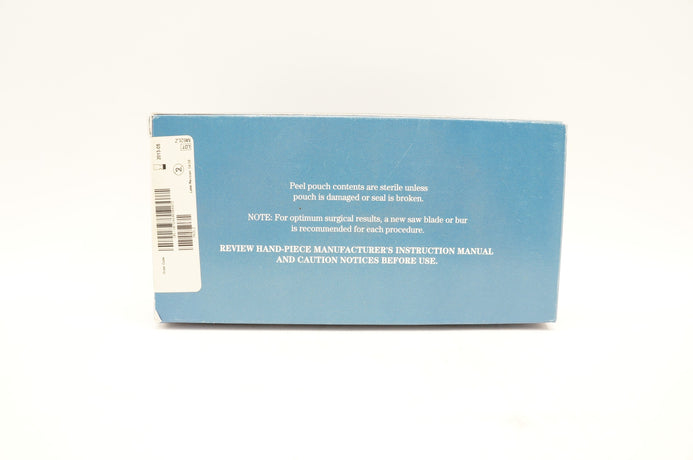 Peel pouch contents are sterile unless
pouch is damaged or seal is broken.
NOTE: For optimum surgical results, a new saw blade or bur
is recommended for each procedure.
REVIEW HAND-PIECE MANUFACTURER'S INSTRUCTION MANUAL
AND CAUTION NOTICES BEFORE USE.
LOT
2